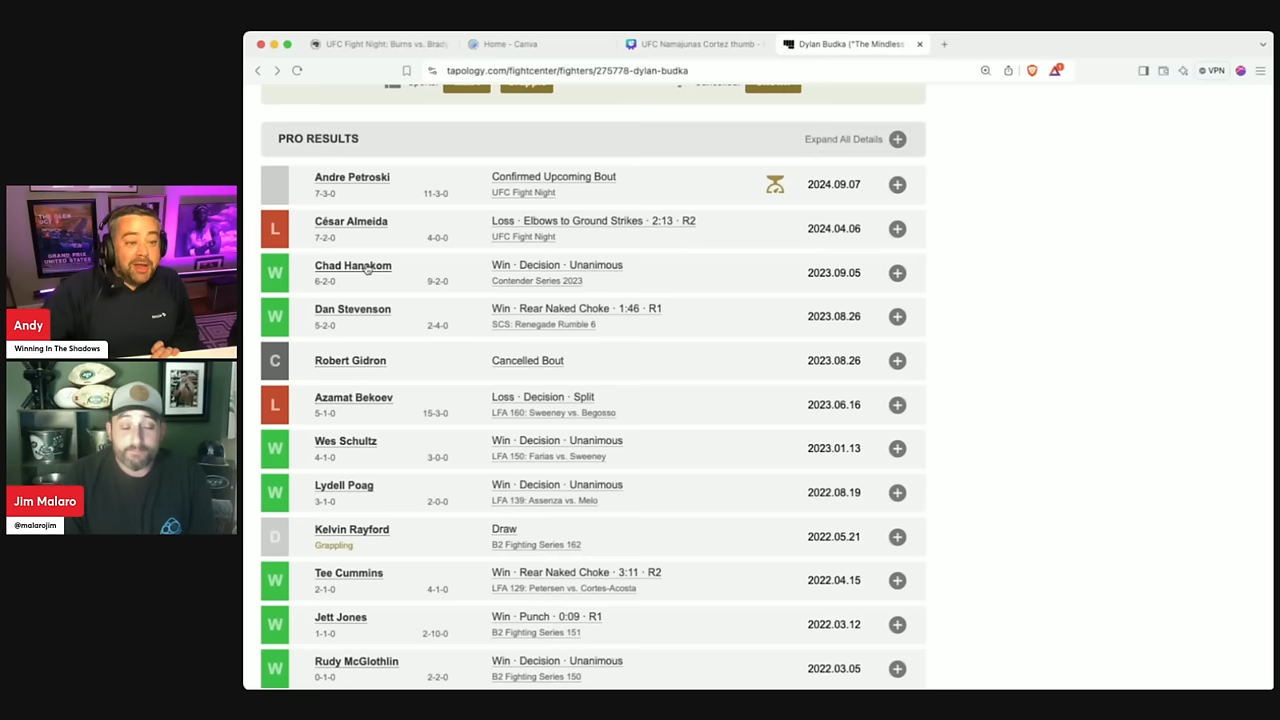 UFC Fight Night: Burns vs. Brady
Home - Canva
UFC Namajunas Cortez thumb -
Dylan Budka ("The Mindless
tapology.com/fightcenter/fighters/275778-dylan-budka
VPN
PRO RESULTS
Expand All Details
Andre Petroski
Confirmed Upcoming Bout
2024.09.07
7-3-0
11-3-0
UFC Fight Night
L
César Almeida
Loss · Elbows to Ground Strikes · 2:13 · R2
2024.04.06
7-2-0
4-0-0
UFC Fight Night
W
Chad Hanekom
Win · Decision · Unanimous
2023.09.05
6-2-0
9-2-0
Contender Series 2023
W
Dan Stevenson
Win · Rear Naked Choke · 1:46 · R1
2023.08.26
5-2-0
2-4-0
SCS: Renegade Rumble 6
C
Robert Gidron
Cancelled Bout
2023.08.26
L
Azamat Bekoev
Loss · Decision · Split
2023.06.16
5-1-0
15-3-0
LFA 160: Sweeney vs. Begosso
W
Wes Schultz
Win · Decision · Unanimous
2023.01.13
4-1-0
3-0-0
LFA 150: Farias vs. Sweeney
W
Lydell Poag
Win · Decision · Unanimous
2022.08.19
3-1-0
2-0-0
LFA 139: Assenza vs. Melo
D
Kelvin Rayford
Draw
2022.05.21
Grappling
B2 Fighting Series 162
W
Tee Cummins
Win · Rear Naked Choke · 3:11 · R2
2022.04.15
2-1-0
4-1-0
LFA 129: Petersen vs. Cortes-Acosta
W
Jett Jones
Win · Punch · 0:09 · R1
2022.03.12
1-1-0
2-10-0
B2 Fighting Series 151
W
Rudy McGlothlin
Win · Decision · Unanimous
2022.03.05
0-1-0
2-2-0
B2 Fighting Series 150
GRAND PRIX
UNITED STATES
Andy
Winning In The Shadows
Jim Malaro
@malarojim